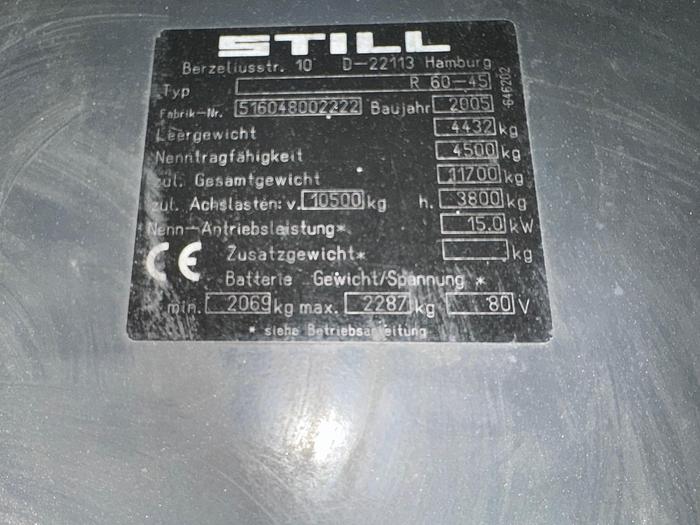 STILL
Berzeliusstr. 10 D-22113 Hamburg
Typ R 60-45
Fabrik-Nr. 516048002222 Baujahr 2005
Leergewicht 4432 kg
Nenntragfähigkeit 4500 kg
zul. Gesamtgewicht 11700 kg
zul. Achslasten: v. 10500 kg h. 3800 kg
Nenn-Antriebsleistung* 15.0 kW
Zusatzgewicht* kg
CE
Batterie Gewicht/Spannung *
min. 2069 kg max. 2287 kg 80 V
* siehe Betriebsanleitung
646202